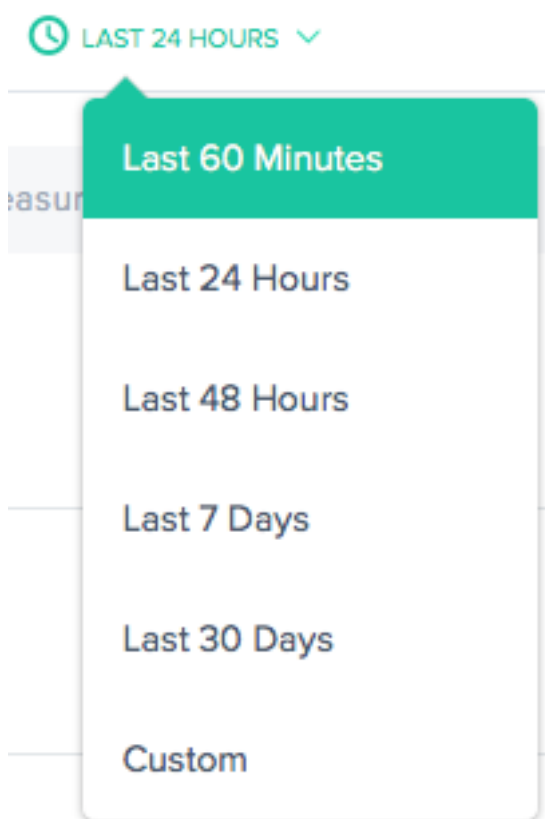 LAST 24 HOURS
Last 60 Minutes
easur
Last 24 Hours
Last 48 Hours
Last 7 Days
Last 30 Days
Custom